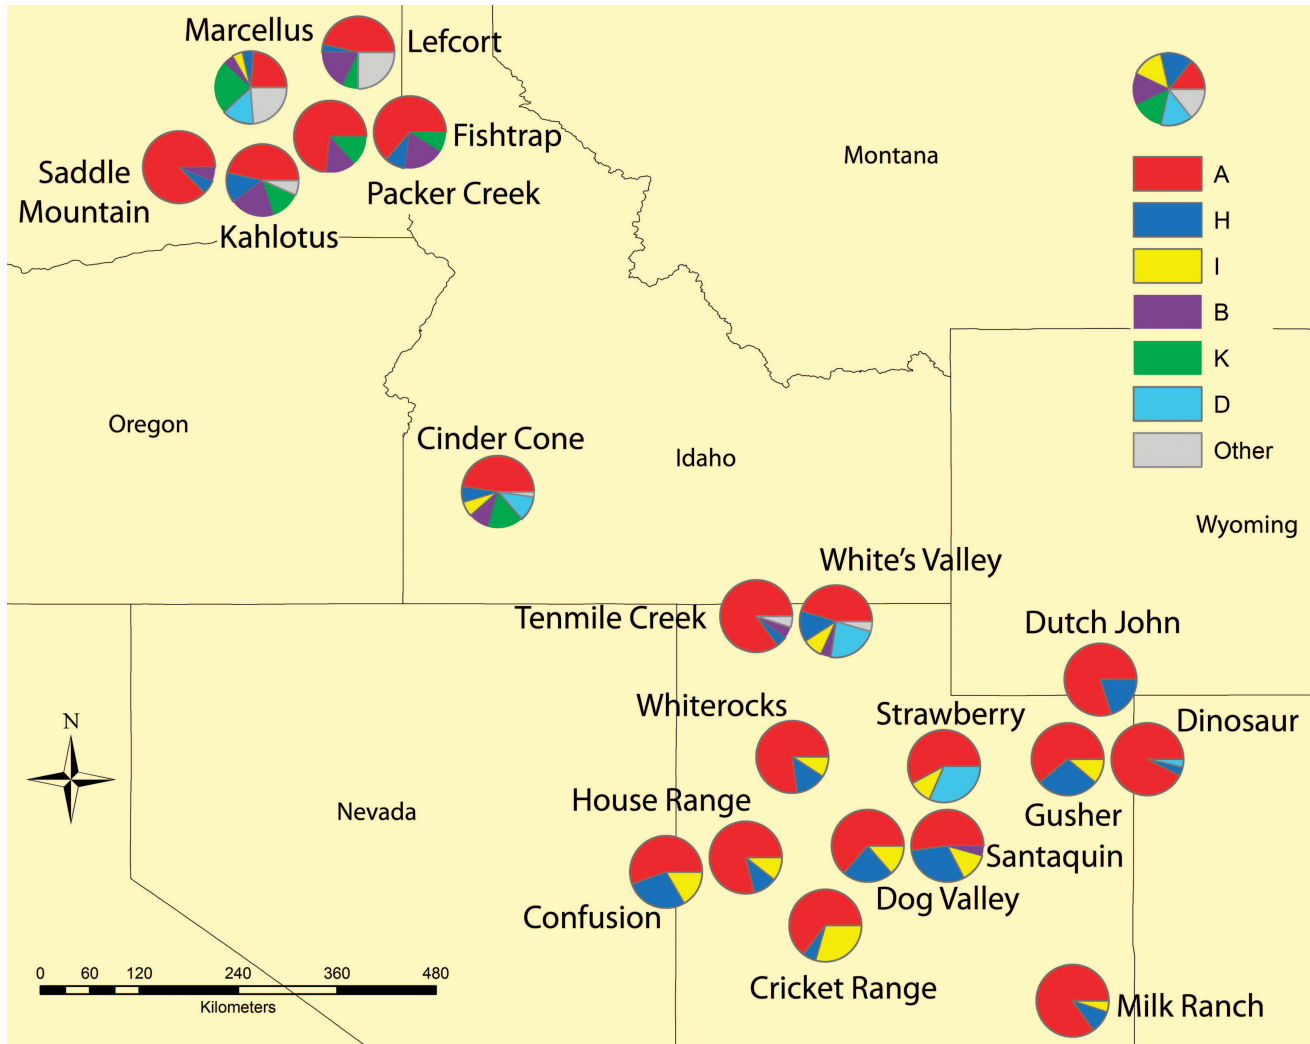 Marcellus
Lefcort
Fishtrap
Saddle
Mountain
Packer Creek
Kahlotus
Montana
A
H
I
B
K
D
Other
Oregon
Cinder Cone
Idaho
Wyoming
White's Valley
Tenmile Creek
Dutch John
Whiterocks
Strawberry
Dinosaur
N
Nevada
House Range
Gusher
Santaquin
Confusion
Dog Valley
Cricket Range
Milk Ranch
0 60 120 240 360 480
Kilometers